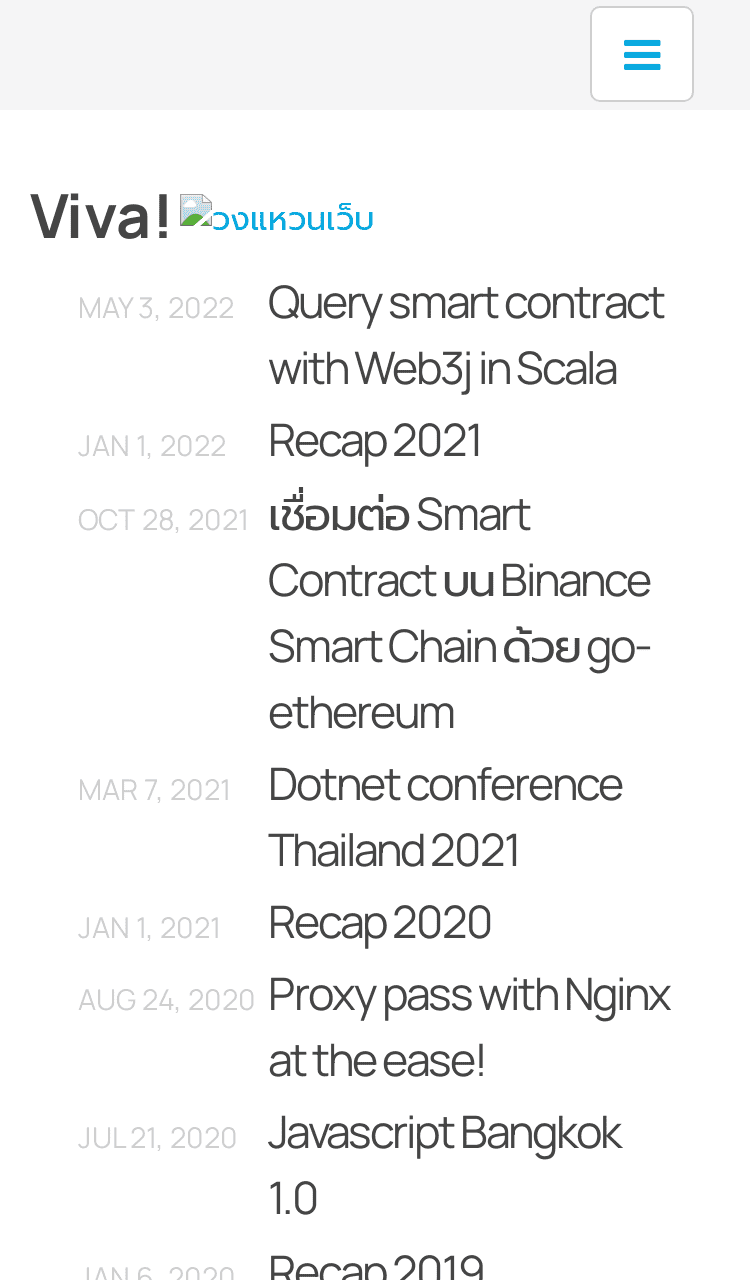 Viva! วงแหวนเว็บ
MAY 3, 2022 Query smart contract
with Web3j in Scala
JAN 1, 2022 Recap 2021
OCT 28, 2021 เชื่อมต่อ Smart
Contract บน Binance
Smart Chain ด้วย go-
ethereum
MAR 7, 2021 Dotnet conference
Thailand 2021
JAN 1, 2021 Recap 2020
AUG 24, 2020 Proxy pass with Nginx
at the ease!
JUL 21, 2020 Javascript Bangkok
1.0
JAN 6, 2020 Recap 2019